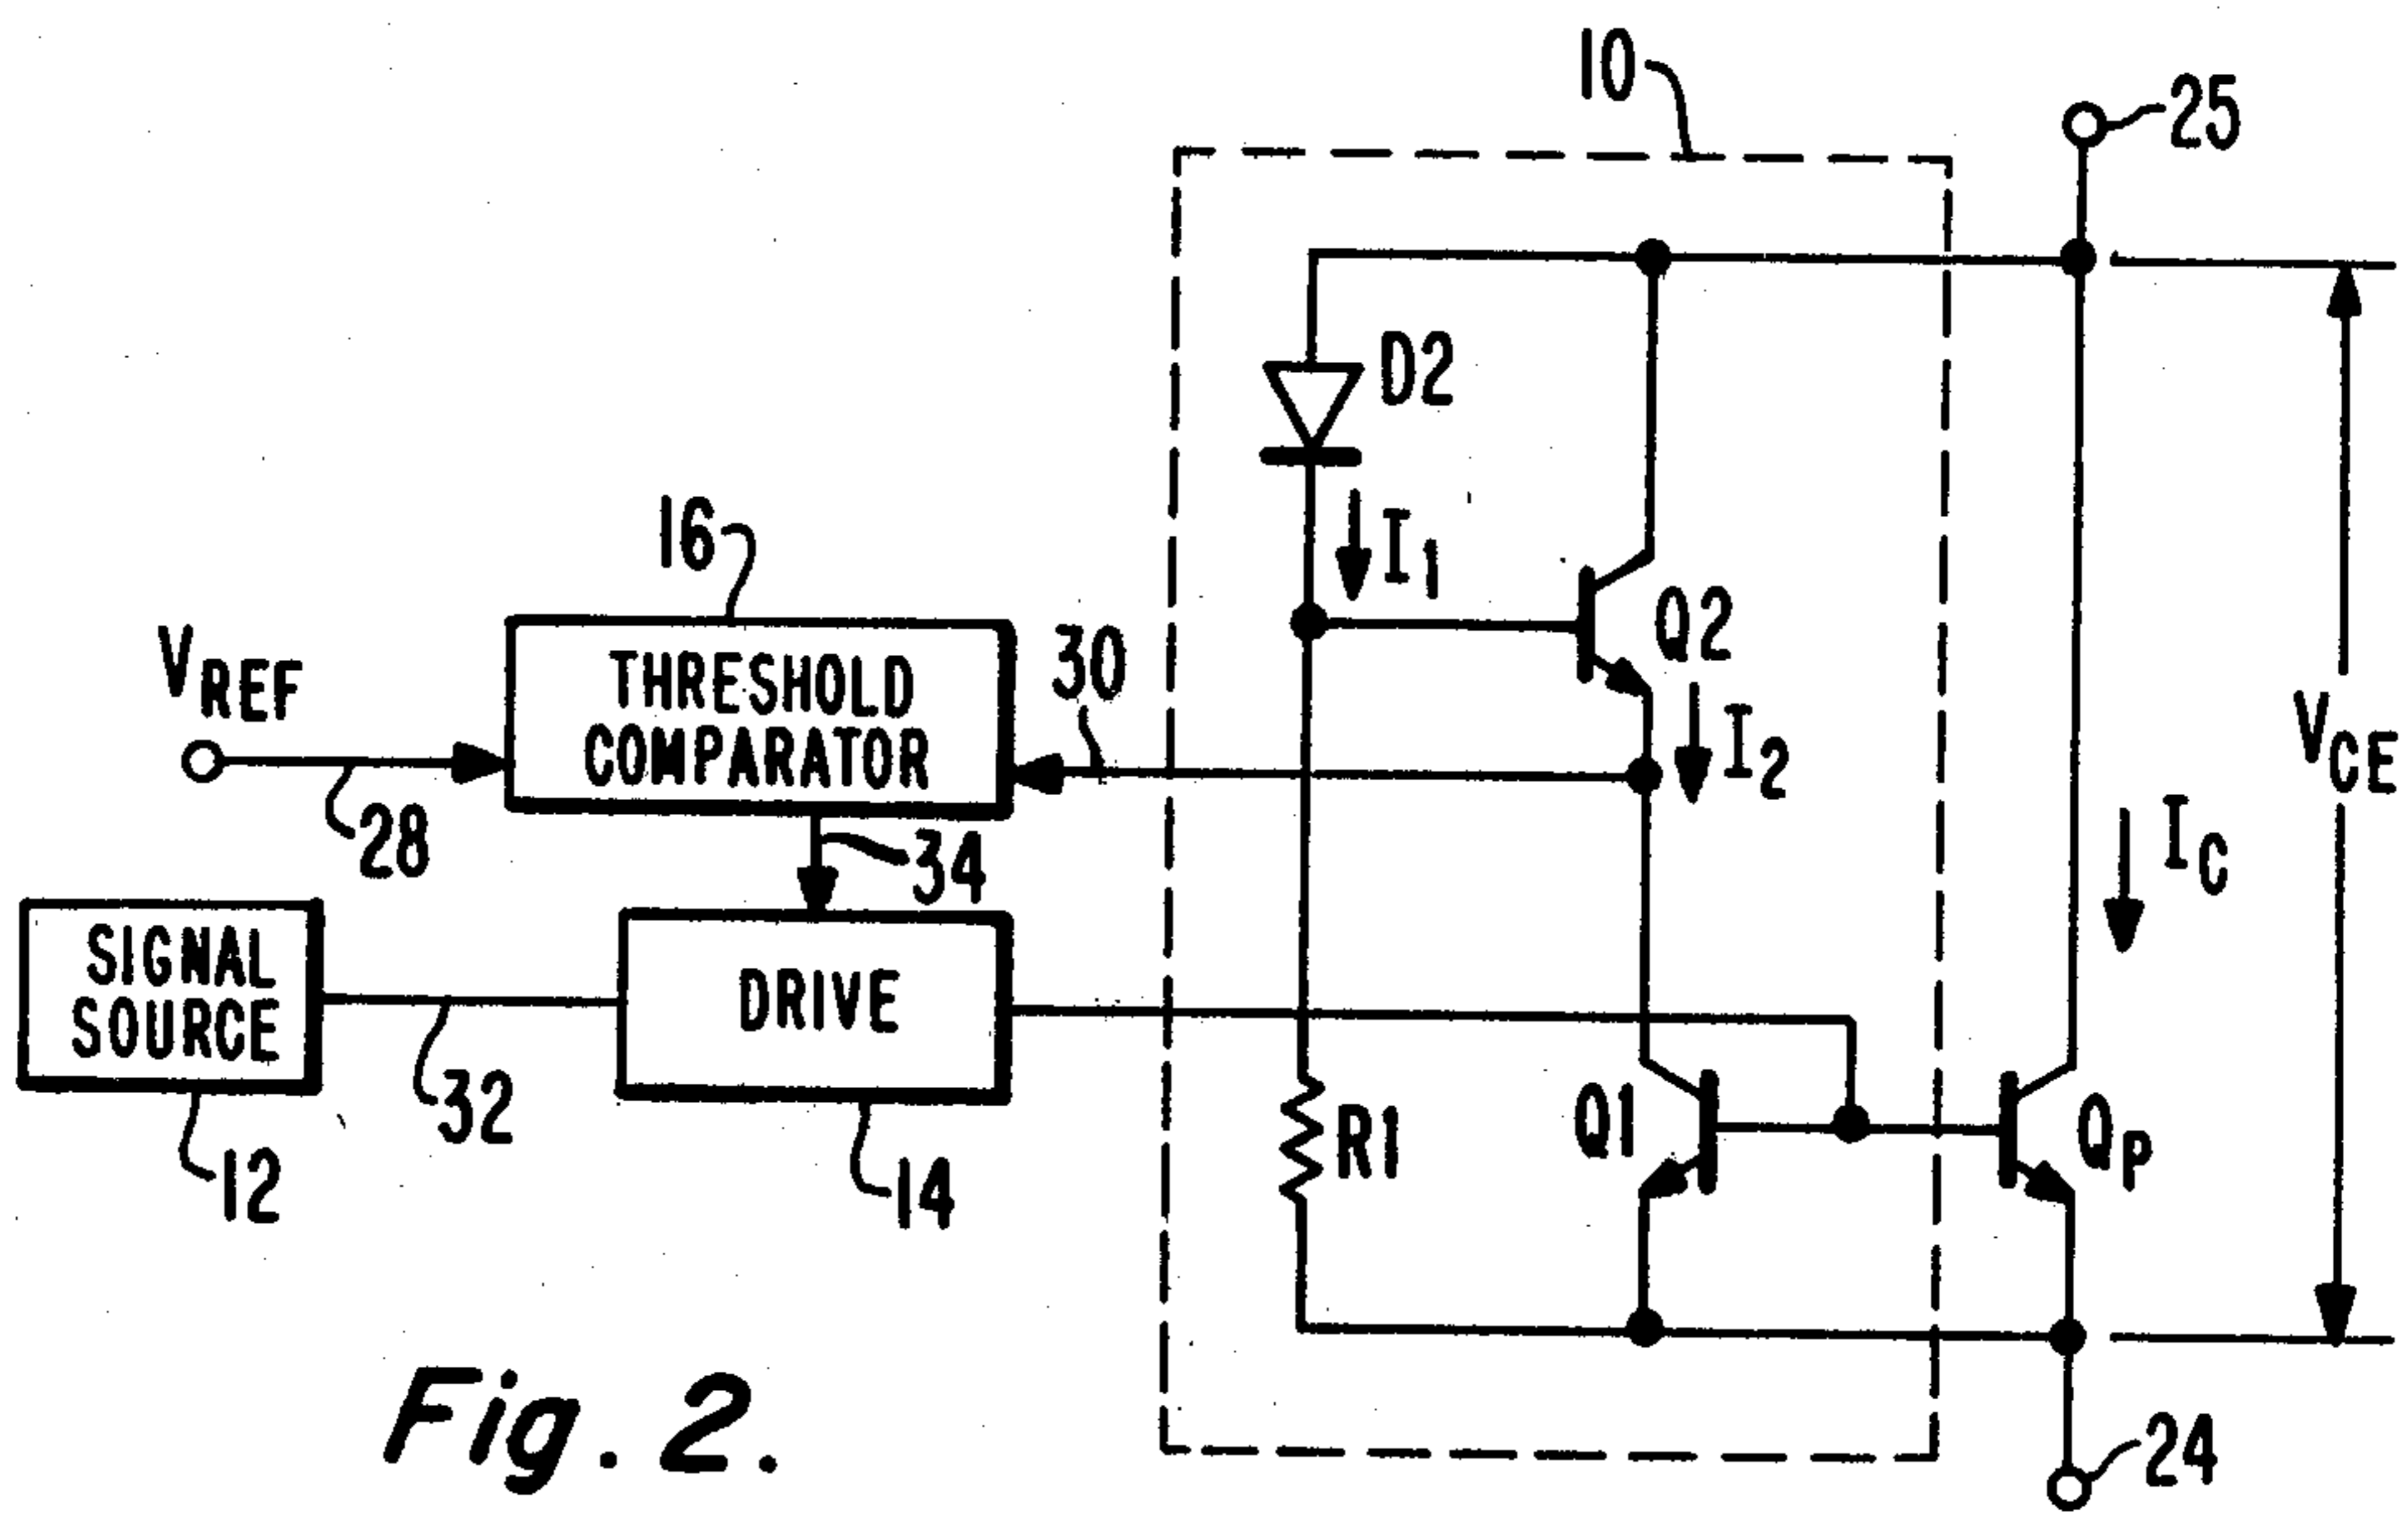 10
25
D2
I1
16
Q2
VREF
THRESHOLD
COMPARATOR
30
I2
VCE
28
34
IC
SIGNAL
SOURCE
DRIVE
32
12
14
R1
Q1
QP
Fig. 2.
24